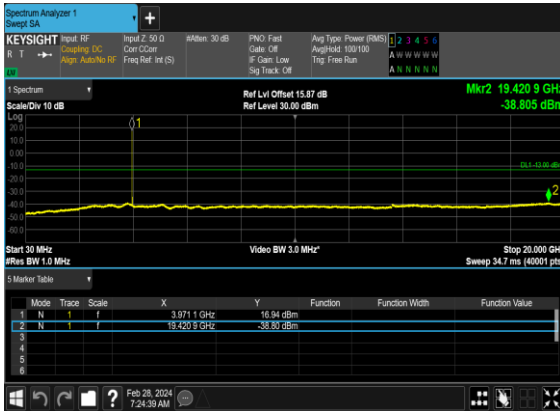 Spectrum Analyzer 1
Swept SA
+
KEYSIGHT Input: RF Input Z: 50 Ω #Atten: 30 dB PNO: Fast Avg Type: Power (RMS) 1 2 3 4 5 6
R T Coupling: DC Corr CCorr Gate: Off Avg|Hold: 100/100 A W W W W W
Align: Auto/No RF Freq Ref: Int (S) IF Gain: Low Trig: Free Run
Sig Track: Off A N N N N N
1 Spectrum Ref Lvl Offset 15.87 dB Mkr2 19.420 9 GHz
Scale/Div 10 dB Ref Level 30.00 dBm -38.805 dBm
Log
20.0 1
10.0
0.00
-10.0 DL1 -13.00 dBm
-20.0
-30.0 2
-40.0
-50.0
-60.0
Start 30 MHz Video BW 3.0 MHz* Stop 20.000 GHz
#Res BW 1.0 MHz Sweep 34.7 ms (40001 pts)
5 Marker Table
Mode Trace Scale X Y Function Function Width Function Value
1 N 1 f 3.971 1 GHz 16.94 dBm
2 N 1 f 19.420 9 GHz -38.80 dBm
3
4
5
6
? Feb 28, 2024
7:24:39 AM